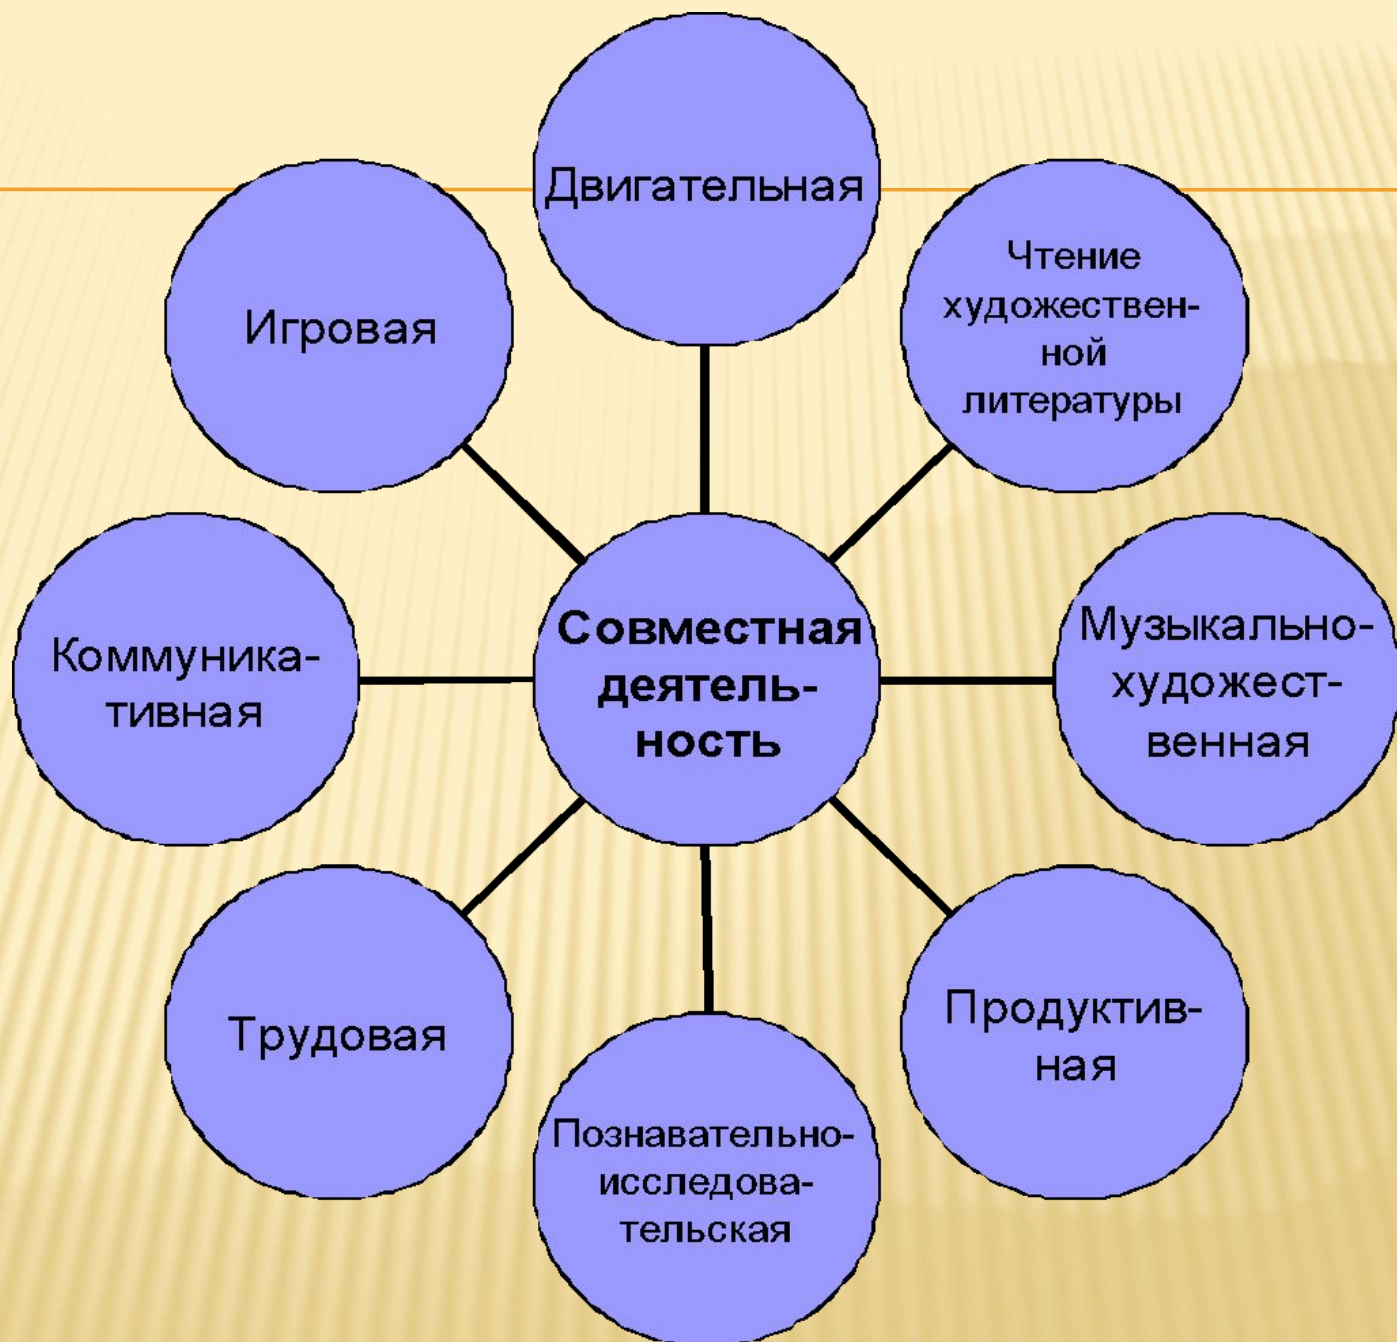 Двигательная
Чтение
художествен-
ной
литературы
Игровая
Музыкально-
художест-
венная
Совместная
деятель-
ность
Коммуника-
тивная
Продуктив-
ная
Трудовая
Познавательно-
исследова-
тельская